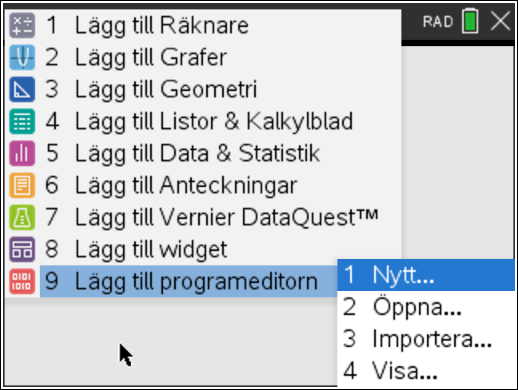 RAD
1 Lägg till Räknare
2 Lägg till Grafer
3 Lägg till Geometri
4 Lägg till Listor & Kalkylblad
5 Lägg till Data & Statistik
6 Lägg till Anteckningar
7 Lägg till Vernier DataQuest™
8 Lägg till widget
9 Lägg till programeditorn
1 Nytt...
2 Öppna...
3 Importera...
4 Visa...